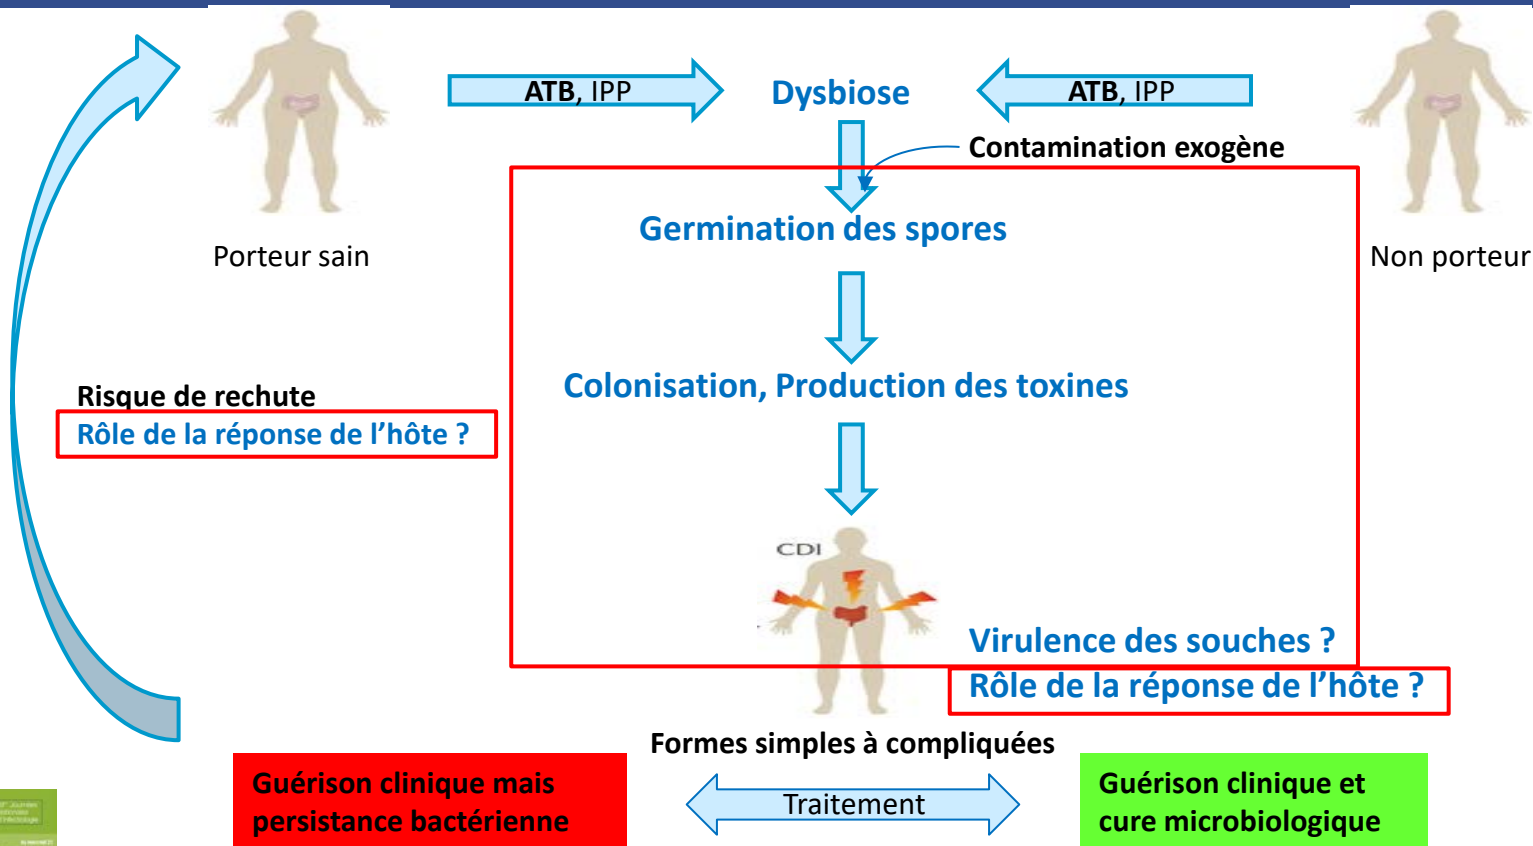 ATB, IPP
Dysbiose
ATB, IPP
Contamination exogène
Germination des spores
Porteur sain
Non porteur
Colonisation, Production des toxines
Risque de rechute
Rôle de la réponse de l’hôte ?
CDI
Virulence des souches ?
Rôle de la réponse de l’hôte ?
Formes simples à compliquées
Guérison clinique mais
persistance bactérienne
Traitement
Guérison clinique et
cure microbiologique